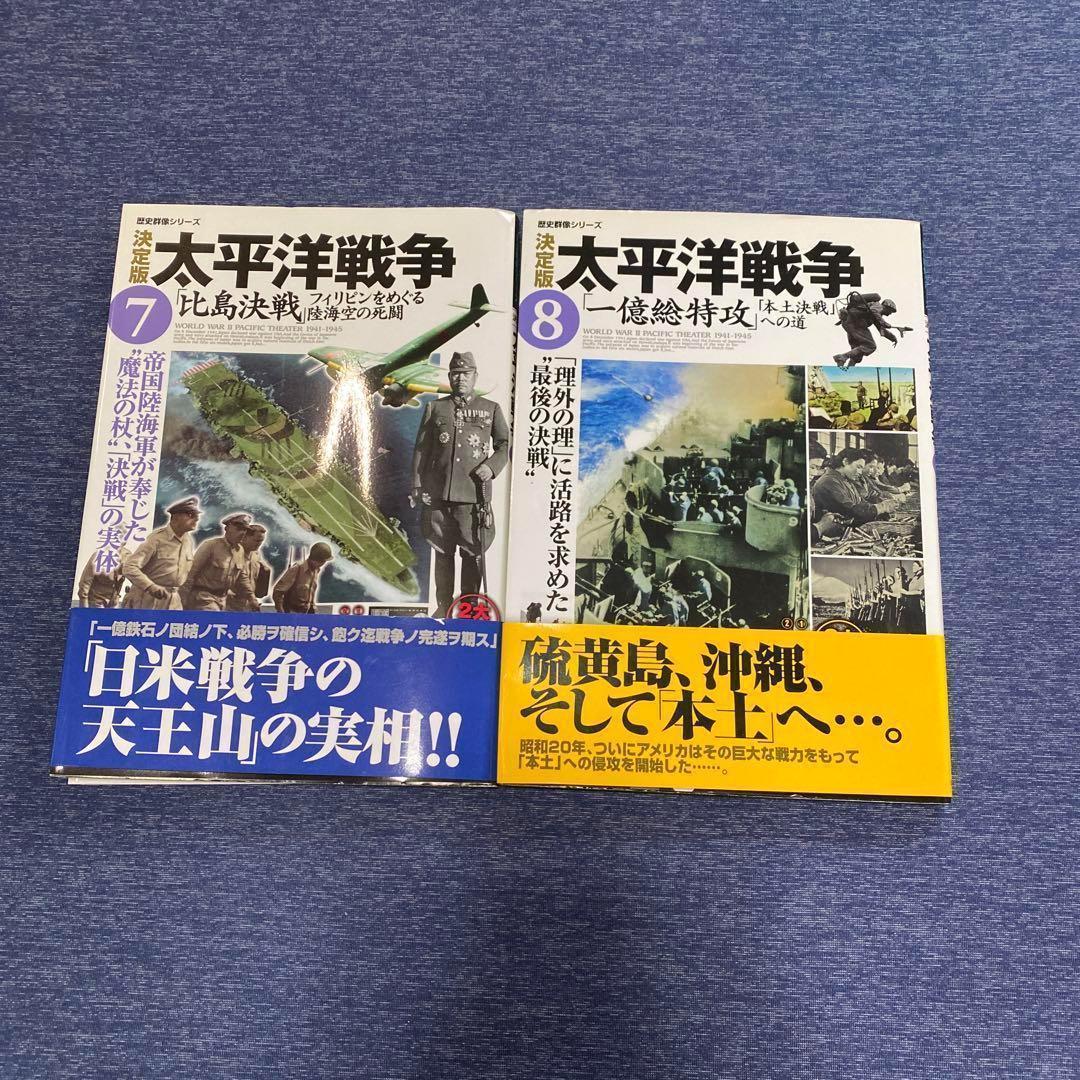 歴史群像シリーズ
決定版
太平洋戦争
7
「比島決戦」
フィリピンをめぐる
陸海空の死闘
WORLD WAR II PACIFIC THEATER 1941-1945
帝国陸海軍が奉じた
"魔法の杖"、「決戦」の実体
2大
「一億鉄石ノ団結ノ下、必勝ヲ確信シ、飽ク迄戦争ノ完遂ヲ期ス」
「日米戦争の
天王山」の実相!!
歴史群像シリーズ
決定版
太平洋戦争
8
「一億総特攻」
「本土決戦」
への道
WORLD WAR II PACIFIC THEATER 1941-1945
「理外の理」に活路を求めた
"最後の決戦"
② ①
硫黄島、沖縄、
そして「本土」へ…。
昭和20年、ついにアメリカはその巨大な戦力をもって
「本土」への侵攻を開始した……。